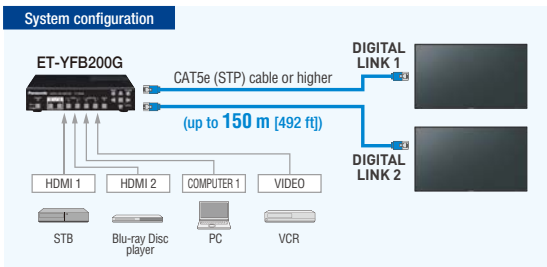 System configuration
ET-YFB200G
Panasonic
CAT5e (STP) cable or higher
(up to 150 m [492 ft])
DIGITAL
LINK 1
DIGITAL
LINK 2
HDMI 1
HDMI 2
COMPUTER 1
VIDEO
STB
Blu-ray Disc
player
PC
VCR